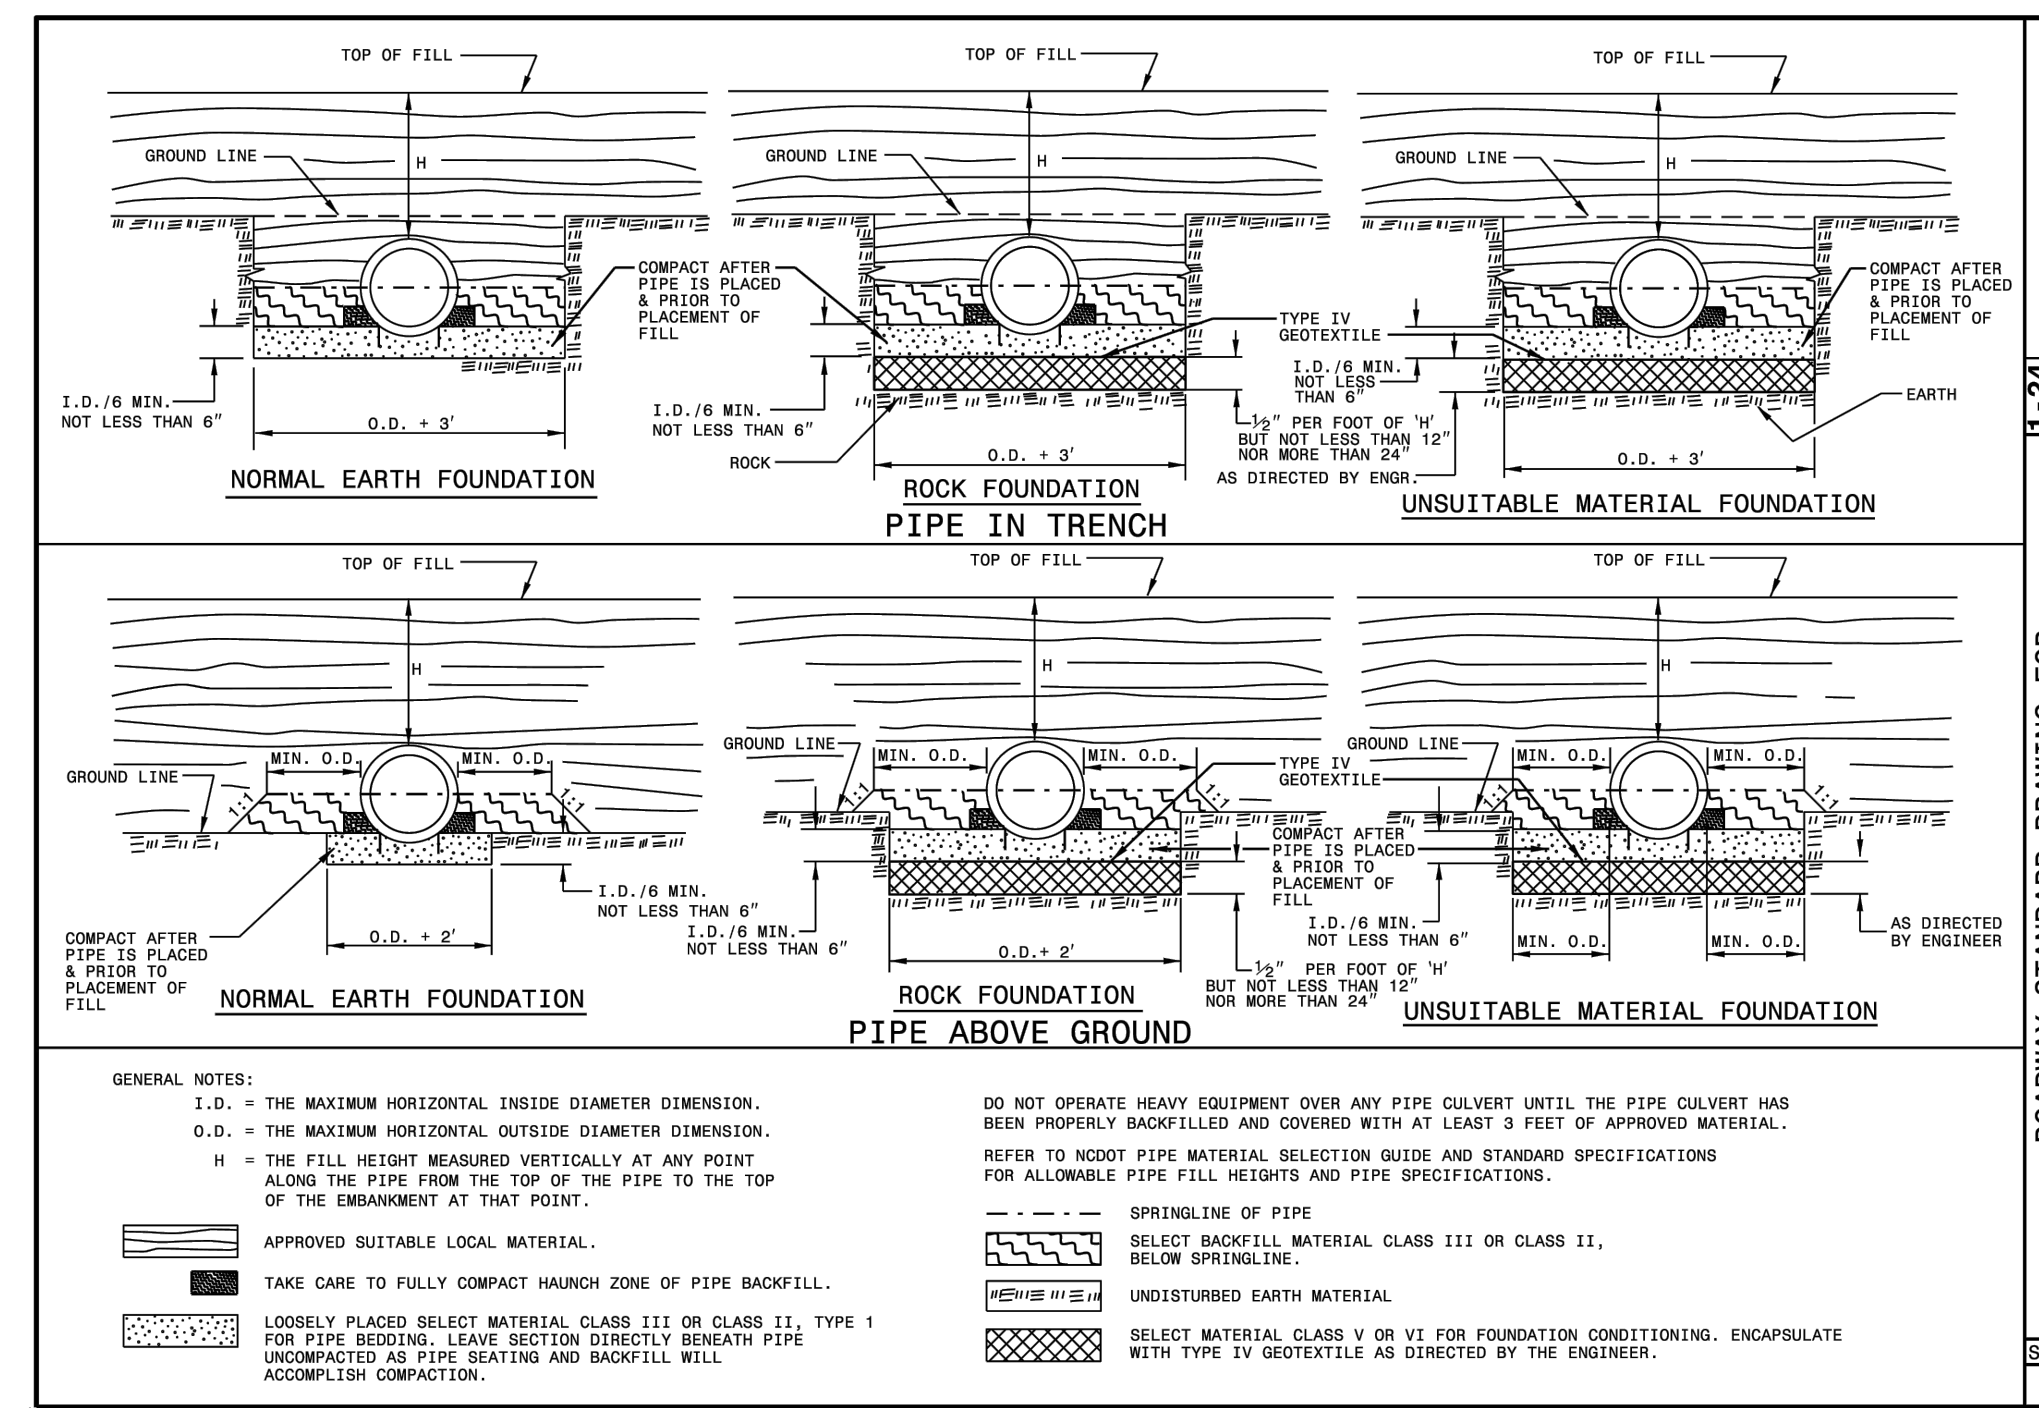 TOP OF FILL
GROUND LINE
H
I.D./6 MIN.
NOT LESS THAN 6"
O.D. + 3'
NORMAL EARTH FOUNDATION
COMPACT AFTER
PIPE IS PLACED
& PRIOR TO
PLACEMENT OF
FILL
TOP OF FILL
GROUND LINE
H
I.D./6 MIN.
NOT LESS THAN 6"
ROCK
O.D. + 3'
ROCK FOUNDATION
PIPE IN TRENCH
TYPE IV
GEOTEXTILE
½" PER FOOT OF 'H'
BUT NOT LESS THAN 12"
NOR MORE THAN 24"
TOP OF FILL
GROUND LINE
H
I.D./6 MIN.
NOT LESS
THAN 6"
AS DIRECTED BY ENGR.
O.D. + 3'
COMPACT AFTER
PIPE IS PLACED
& PRIOR TO
PLACEMENT OF
FILL
EARTH
UNSUITABLE MATERIAL FOUNDATION
TOP OF FILL
H
MIN. O.D.
MIN. O.D.
GROUND LINE
1:1
1:1
I.D./6 MIN.
NOT LESS THAN 6"
O.D. + 2'
COMPACT AFTER
PIPE IS PLACED
& PRIOR TO
PLACEMENT OF
FILL
NORMAL EARTH FOUNDATION
TOP OF FILL
H
GROUND LINE
MIN. O.D.
MIN. O.D.
1:1
1:1
TYPE IV
GEOTEXTILE
COMPACT AFTER
PIPE IS PLACED
& PRIOR TO
PLACEMENT OF
FILL
I.D./6 MIN.
NOT LESS THAN 6"
O.D.+ 2'
½" PER FOOT OF 'H'
BUT NOT LESS THAN 12"
NOR MORE THAN 24"
ROCK FOUNDATION
PIPE ABOVE GROUND
TOP OF FILL
H
GROUND LINE
MIN. O.D.
MIN. O.D.
1:1
1:1
I.D./6 MIN.
NOT LESS THAN 6"
MIN. O.D.
MIN. O.D.
AS DIRECTED
BY ENGINEER
UNSUITABLE MATERIAL FOUNDATION
GENERAL NOTES:
I.D. = THE MAXIMUM HORIZONTAL INSIDE DIAMETER DIMENSION.
O.D. = THE MAXIMUM HORIZONTAL OUTSIDE DIAMETER DIMENSION.
H = THE FILL HEIGHT MEASURED VERTICALLY AT ANY POINT
ALONG THE PIPE FROM THE TOP OF THE PIPE TO THE TOP
OF THE EMBANKMENT AT THAT POINT.
APPROVED SUITABLE LOCAL MATERIAL.
TAKE CARE TO FULLY COMPACT HAUNCH ZONE OF PIPE BACKFILL.
LOOSELY PLACED SELECT MATERIAL CLASS III OR CLASS II, TYPE 1
FOR PIPE BEDDING. LEAVE SECTION DIRECTLY BENEATH PIPE
UNCOMPACTED AS PIPE SEATING AND BACKFILL WILL
ACCOMPLISH COMPACTION.
DO NOT OPERATE HEAVY EQUIPMENT OVER ANY PIPE CULVERT UNTIL THE PIPE CULVERT HAS
BEEN PROPERLY BACKFILLED AND COVERED WITH AT LEAST 3 FEET OF APPROVED MATERIAL.
REFER TO NCDOT PIPE MATERIAL SELECTION GUIDE AND STANDARD SPECIFICATIONS
FOR ALLOWABLE PIPE FILL HEIGHTS AND PIPE SPECIFICATIONS.
SPRINGLINE OF PIPE
SELECT BACKFILL MATERIAL CLASS III OR CLASS II,
BELOW SPRINGLINE.
UNDISTURBED EARTH MATERIAL
SELECT MATERIAL CLASS V OR VI FOR FOUNDATION CONDITIONING. ENCAPSULATE
WITH TYPE IV GEOTEXTILE AS DIRECTED BY THE ENGINEER.